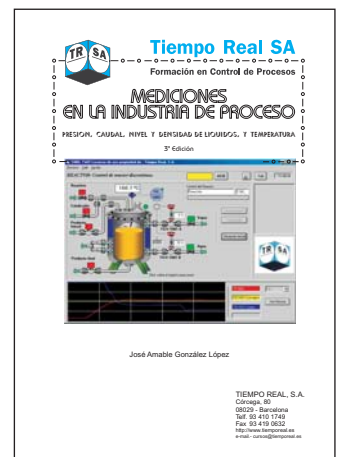 TR SA
Tiempo Real SA
Formación en Control de Procesos
MEDICIONES
EN LA INDUSTRIA DE PROCESO
PRESION, CAUDAL, NIVEL Y DENSIDAD DE LIQUIDOS, Y TEMPERATURA
3ª Edición
TR SA
José Amable González López
TIEMPO REAL, S.A.
Córcega, 80
08029 - Barcelona
Telf. 93 410 1749
Fax 93 419 0632
http://www.tiemporeal.es
e-mail.- cursos@tiemporeal.es